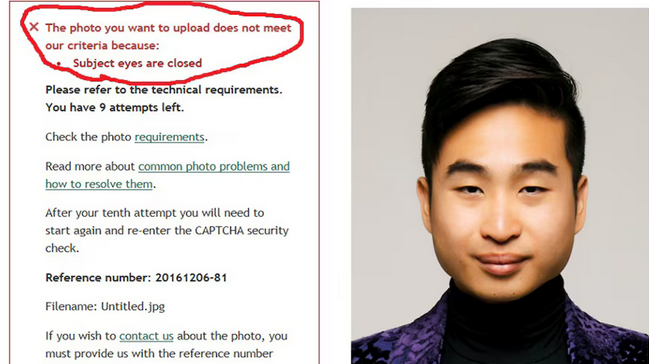 The photo you want to upload does not meet
our criteria because:
• Subject eyes are closed
Please refer to the technical requirements.
You have 9 attempts left.
Check the photo requirements.
Read more about common photo problems and
how to resolve them.
After your tenth attempt you will need to
start again and re-enter the CAPTCHA security
check.
Reference number: 20161206-81
Filename: Untitled.jpg
If you wish to contact us about the photo, you
must provide us with the reference number